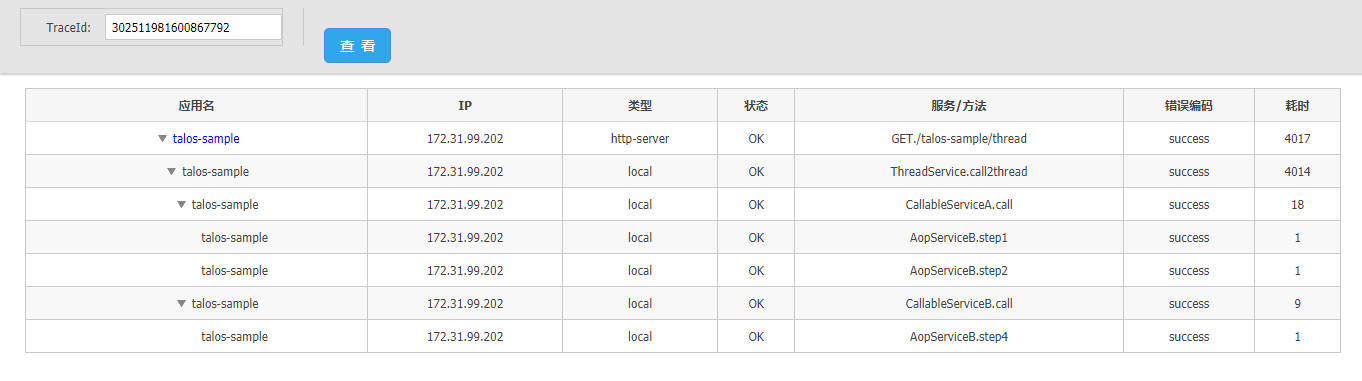 TraceId: 302511981600867792
查 看
应用名 IP 类型 状态 服务/方法 错误编码 耗时
talos-sample 172.31.99.202 http-server OK GET./talos-sample/thread success 4017
talos-sample 172.31.99.202 local OK ThreadService.call2thread success 4014
talos-sample 172.31.99.202 local OK CallableServiceA.call success 18
talos-sample 172.31.99.202 local OK AopServiceB.step1 success 1
talos-sample 172.31.99.202 local OK AopServiceB.step2 success 1
talos-sample 172.31.99.202 local OK CallableServiceB.call success 9
talos-sample 172.31.99.202 local OK AopServiceB.step4 success 1